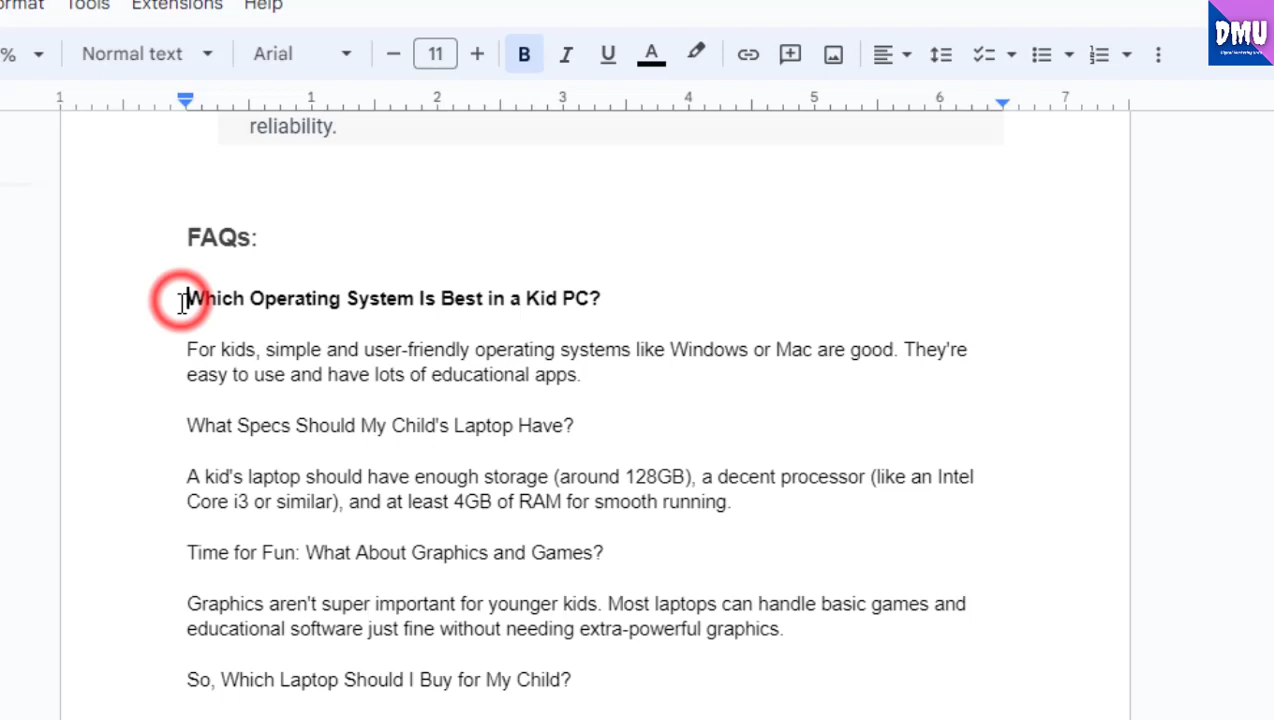 ormat Tools Extensions Help
DMU
% Normal text Arial 11 B I U A
1 1 2 3 4 5 6 7
reliability.
FAQs:
Which Operating System Is Best in a Kid PC?
For kids, simple and user-friendly operating systems like Windows or Mac are good. They're
easy to use and have lots of educational apps.
What Specs Should My Child's Laptop Have?
A kid's laptop should have enough storage (around 128GB), a decent processor (like an Intel
Core i3 or similar), and at least 4GB of RAM for smooth running.
Time for Fun: What About Graphics and Games?
Graphics aren't super important for younger kids. Most laptops can handle basic games and
educational software just fine without needing extra-powerful graphics.
So, Which Laptop Should I Buy for My Child?